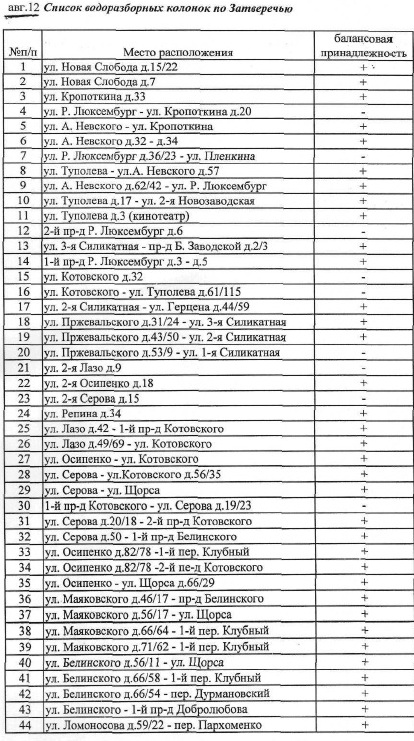 авг.12 Список водоразборных колонок по Затверечью
№п/п Место расположения балансовая принадлежность
1 ул. Новая Слобода д.15/22 +
2 ул. Новая Слобода д.7 +
3 ул. Кропоткина д.33 +
4 ул. Р. Люксембург - ул. Кропоткина д.20 -
5 ул. А. Невского - ул. Кропоткина +
6 ул. А. Невского д.32 - д.34 +
7 ул. Р. Люксембург д.36/23 - ул. Пленкина -
8 ул. Туполева - ул.А. Невского д.57 +
9 ул. А. Невского д.62/42 - ул. Р. Люксембург +
10 ул. Туполева д.17 - ул. 2-я Новозаводская +
11 ул. Туполева д.3 (кинотеатр) +
12 2-й пр-д Р. Люксембург д.6 -
13 ул. 3-я Силикатная - пр-д Б. Заводской д.2/3 +
14 1-й пр-д Р. Люксембург д.3 - д.5 +
15 ул. Котовского д.32 -
16 ул. Котовского - ул. Туполева д.61/115 -
17 ул. 2-я Силикатная - ул. Герцена д.44/59 +
18 ул. Пржевальского д.31/24 - ул. 3-я Силикатная +
19 ул. Пржевальского д.43/50 - ул. 2-я Силикатная +
20 ул. Пржевальского д.53/9 - ул. 1-я Силикатная -
21 ул. 2-я Лазо д.9 -
22 ул. 2-я Осипенко д.18 +
23 ул. 2-я Серова д.15 -
24 ул. Репина д.34 +
25 ул. Лазо д.42 - 1-й пр-д Котовского +
26 ул. Лазо д.49/69 - ул. Котовского +
27 ул. Осипенко - ул. Котовского +
28 ул. Серова - ул.Котовского д.56/35 +
29 ул. Серова - ул. Щорса +
30 1-й пр-д Котовского - ул. Серова д.19/23 -
31 ул. Серова д.20/18 - 2-й пр-д Котовского +
32 ул. Серова д.50 - 1-й пр-д Белинского +
33 ул. Осипенко д.82/78 -1-й пер. Клубный +
34 ул. Осипенко д.82/78 -2-й пе-д Котовского +
35 ул. Осипенко - ул. Щорса д.66/29 +
36 ул. Маяковского д.46/17 - пр-д Белинского +
37 ул. Маяковского д.56/17 - ул. Щорса +
38 ул. Маяковского д.66/64 - 1-й пер. Клубный +
39 ул. Маяковского д.71/62 - 1-й пер. Клубный +
40 ул. Белинского д.56/11 - ул. Щорса +
41 ул. Белинского д.66/58 - 1-й пер. Клубный +
42 ул. Белинского д.66/54 - пер. Дурмановский +
43 ул. Белинского - 1-й пр-д Добролюбова +
44 ул. Ломоносова д.59/22 - пер. Пархоменко +